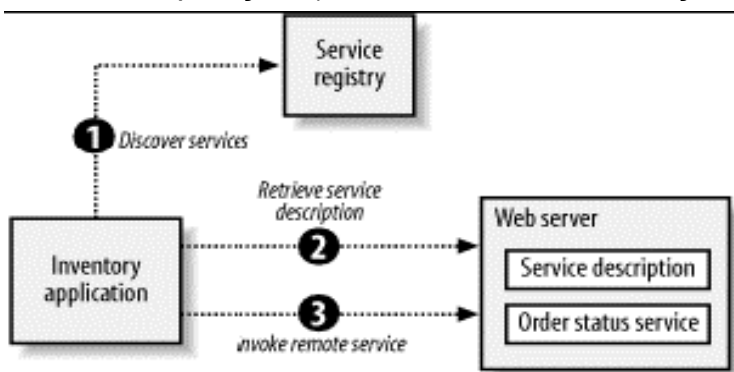 Service
registry
1 Discover services
Retrieve service
description
2
Inventory
application
3
invoke remote service
Web server
Service description
Order status service